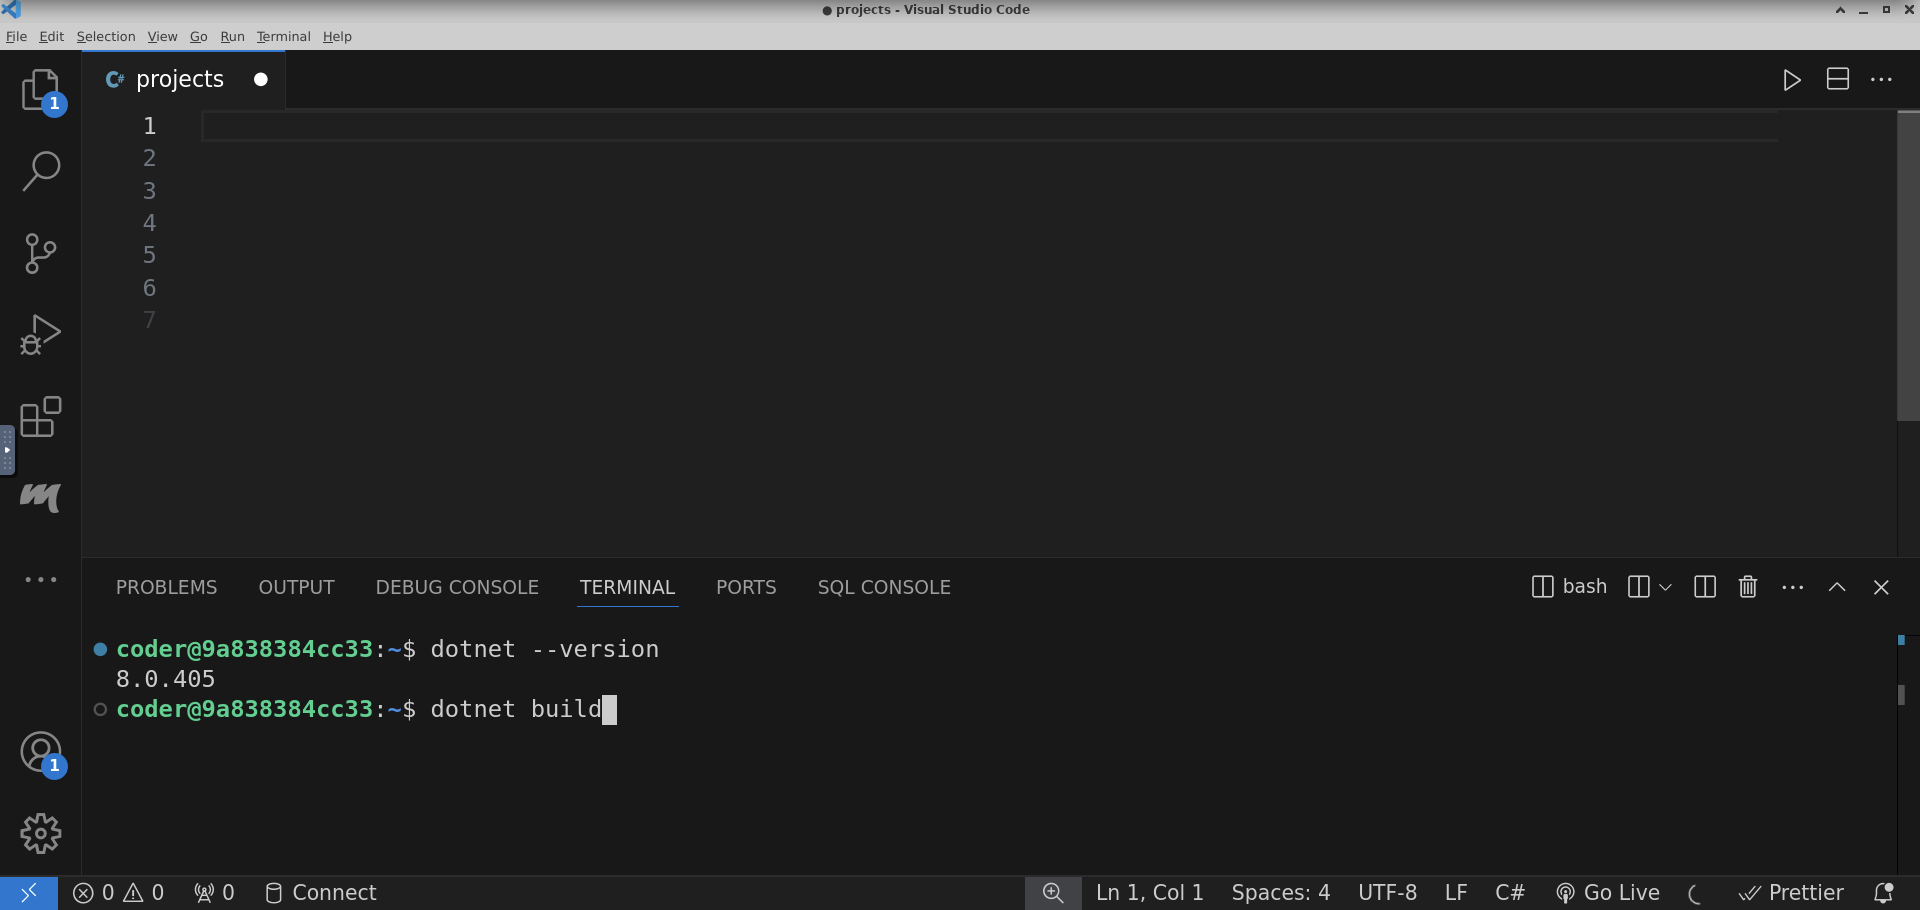 ● projects - Visual Studio Code
File Edit Selection View Go Run Terminal Help
C# projects
1
1
2
3
4
5
6
7
PROBLEMS OUTPUT DEBUG CONSOLE TERMINAL PORTS SQL CONSOLE bash
coder@9a838384cc33:~$ dotnet --version
8.0.405
coder@9a838384cc33:~$ dotnet build
1
0 0 0 Connect Ln 1, Col 1 Spaces: 4 UTF-8 LF C# Go Live Prettier